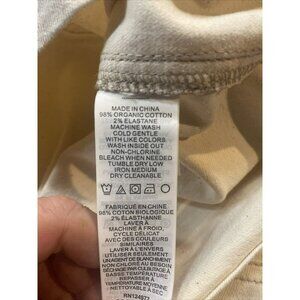 MADE IN CHINA
98% ORGANIC COTTON
2% ELASTANE
MACHINE WASH
COLD GENTLE
WITH LIKE COLORS
WASH INSIDE OUT
NON-CHLORINE
BLEACH WHEN NEEDED
TUMBLE DRY LOW
IRON MEDIUM
DRY CLEANABLE
FABRIQUÉ EN CHINE
98% COTON BIOLOGIQUE
2% ÉLASTHANNE
LAVER À
MACHINE À FROID,
CYCLE DÉLICAT
AVEC DES COULEURS
SIMILAIRES
LAVER À L'ENVERS
UTILISER SEULEMENT
UN AGENT DE BLANCHIMENT
NON CHLORÉ AU BESOIN
SÉCHAGE PAR CULBUTAGE À
BASSE TEMPÉRATURE
REPASSER À
TEMPÉRATURE MOYENNE
NETTOYABLE À SEC